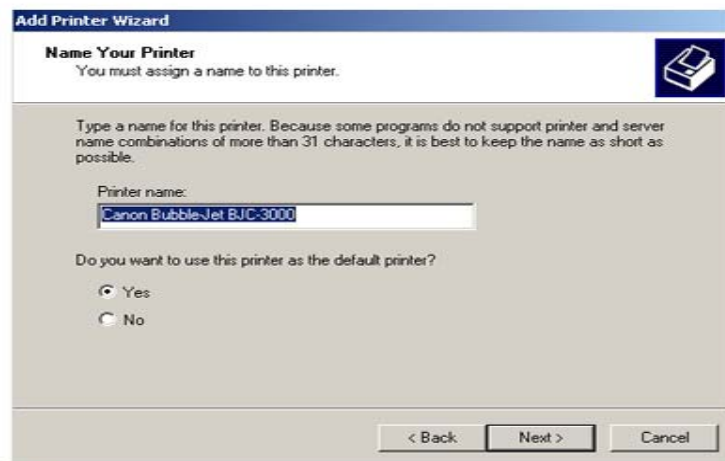 Add Printer Wizard
Name Your Printer
You must assign a name to this printer.
Type a name for this printer. Because some programs do not support printer and server
name combinations of more than 31 characters, it is best to keep the name as short as
possible.
Printer name:
Canon Bubble-Jet BJC-3000
Do you want to use this printer as the default printer?
Yes
No
< Back Next > Cancel